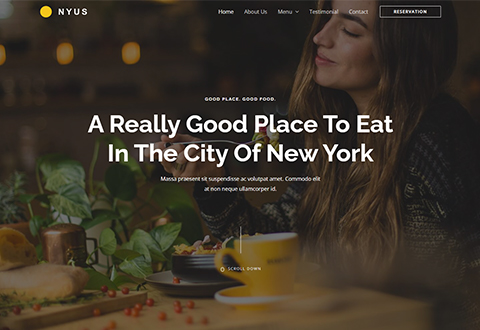 NYUS
Home About Us Menu Testimonial Contact RESERVATION
GOOD PLACE. GOOD FOOD.
A Really Good Place To Eat
In The City Of New York
Massa praesent sit suspendisse ac volutpat amet. Commodo elit
at non neque ullamcorper id.
SCROLL DOWN